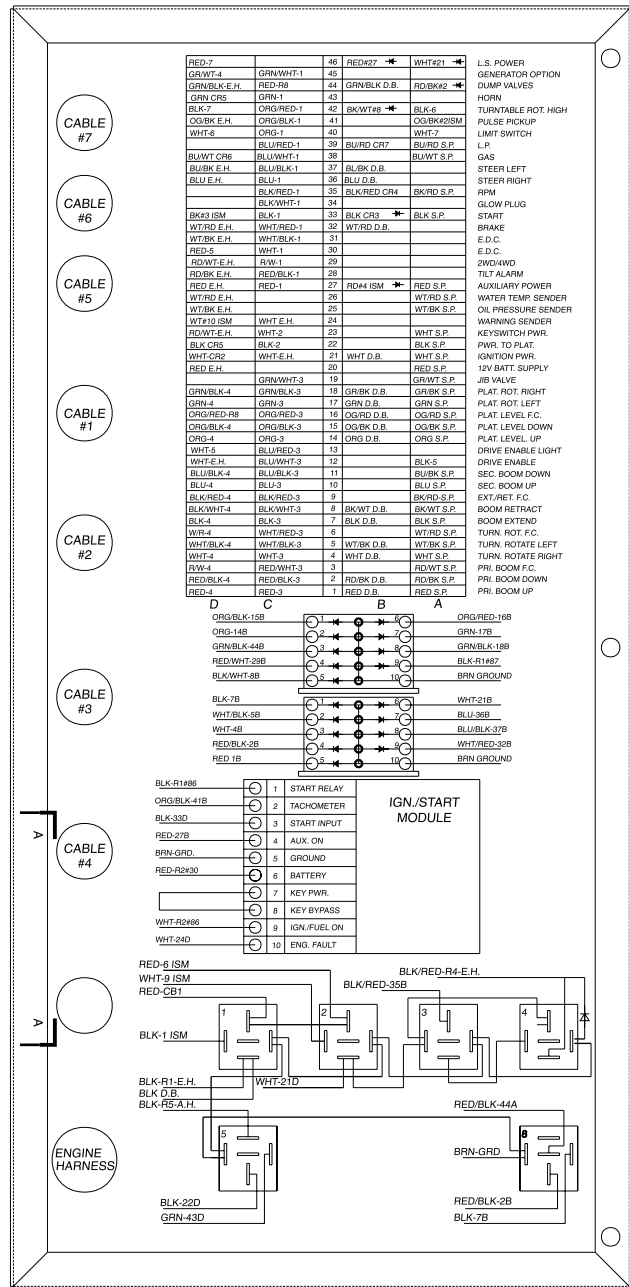 RED-7 46 RED#27 WHT#21 L.S. POWER
GR/WT-4 GRN/WHT-1 45 GENERATOR OPTION
GRN/BLK-E.H. RED-R8 44 GRN/BLK D.B. RD/BK#2 DUMP VALVES
GRN CR5 GRN-1 43 HORN
BLK-7 ORG/RED-1 42 BK/WT#8 BLK-6 TURNTABLE ROT. HIGH
OG/BK E.H. ORG/BLK-1 41 OG/BK#2ISM PULSE PICKUP
WHT-6 ORG-1 40 WHT-7 LIMIT SWITCH
BLU/RED-1 39 BU/RD CR7 BU/RD S.P. L.P.
BU/WT CR6 BLU/WHT-1 38 BU/WT S.P. GAS
BU/BK E.H. BLU/BLK-1 37 BL/BK D.B. STEER LEFT
BLU E.H. BLU-1 36 BLU D.B. STEER RIGHT
BLK/RED-1 35 BLK/RED CR4 BK/RD S.P. RPM
BLK/WHT-1 34 GLOW PLUG
BK#3 ISM BLK-1 33 BLK CR3 BLK S.P. START
WT/RD E.H. WHT/RED-1 32 WT/RD D.B. BRAKE
WT/BK E.H. WHT/BLK-1 31 E.D.C.
RED-5 WHT-1 30 E.D.C.
RD/WT-E.H. R/W-1 29 2WD/4WD
RD/BK E.H. RED/BLK-1 28 TILT ALARM
RED E.H. RED-1 27 RD#4 ISM RED S.P. AUXILIARY POWER
WT/RD E.H. 26 WT/RD S.P. WATER TEMP. SENDER
WT/BK E.H. 25 WT/BK S.P. OIL PRESSURE SENDER
WT#10 ISM WHT E.H. 24 WARNING SENDER
RD/WT-E.H. WHT-2 23 WHT S.P. KEYSWITCH PWR.
BLK CR5 BLK-2 22 BLK S.P. PWR. TO PLAT.
WHT-CR2 WHT-E.H. 21 WHT D.B. WHT S.P. IGNITION PWR.
RED E.H. 20 RED S.P. 12V BATT. SUPPLY
GRN/WHT-3 19 GR/WT S.P. JIB VALVE
GRN/BLK-4 GRN/BLK-3 18 GR/BK D.B. GR/BK S.P. PLAT. ROT. RIGHT
GRN-4 GRN-3 17 GRN D.B. GRN S.P. PLAT. ROT. LEFT
ORG/RED-R8 ORG/RED-3 16 OG/RD D.B. OG/RD S.P. PLAT. LEVEL F.C.
ORG/BLK-4 ORG/BLK-3 15 OG/BK D.B. OG/BK S.P. PLAT. LEVEL DOWN
ORG-4 ORG-3 14 ORG D.B. ORG S.P. PLAT. LEVEL. UP
WHT-5 BLU/RED-3 13 DRIVE ENABLE LIGHT
WHT-E.H. BLU/WHT-3 12 BLK-5 DRIVE ENABLE
BLU/BLK-4 BLU/BLK-3 11 BU/BK S.P. SEC. BOOM DOWN
BLU-4 BLU-3 10 BLU S.P. SEC. BOOM UP
BLK/RED-4 BLK/RED-3 9 BK/RD-S.P. EXT./RET. F.C.
BLK/WHT-4 BLK/WHT-3 8 BK/WT D.B. BK/WT S.P. BOOM RETRACT
BLK-4 BLK-3 7 BLK D.B. BLK S.P. BOOM EXTEND
W/R-4 WHT/RED-3 6 WT/RD S.P. TURN. ROT. F.C.
WHT/BLK-4 WHT/BLK-3 5 WT/BK D.B. WT/BK S.P. TURN. ROTATE LEFT
WHT-4 WHT-3 4 WHT D.B. WHT S.P. TURN. ROTATE RIGHT
R/W-4 RED/WHT-3 3 RD/WT S.P. PRI. BOOM F.C.
RED/BLK-4 RED/BLK-3 2 RD/BK D.B. RD/BK S.P. PRI. BOOM DOWN
RED-4 RED-3 1 RED D.B. RED S.P. PRI. BOOM UP
D C B A
CABLE
#7
CABLE
#6
CABLE
#5
CABLE
#1
CABLE
#2
CABLE
#3
ORG/BLK-15B 1 6 ORG/RED-16B
ORG-14B 2 7 GRN-17B
GRN/BLK-44B 3 8 GRN/BLK-18B
RED/WHT-29B 4 9 BLK-R1#87
BLK/WHT-8B 5 10 BRN GROUND
BLK-7B 1 6 WHT-21B
WHT/BLK-5B 2 7 BLU-36B
WHT-4B 3 8 BLU/BLK-37B
RED/BLK-2B 4 9 WHT/RED-32B
RED 1B 5 10 BRN GROUND
IGN./START
MODULE
BLK-R1#86 1 START RELAY
ORG/BLK-41B 2 TACHOMETER
BLK-33D 3 START INPUT
RED-27B 4 AUX. ON
BRN-GRD. 5 GROUND
RED-R2#30 6 BATTERY
7 KEY PWR.
8 KEY BYPASS
WHT-R2#86 9 IGN./FUEL ON
WHT-24D 10 ENG. FAULT
A
CABLE
#4
A
RED-6 ISM
WHT-9 ISM
RED-CB1
BLK/RED-R4-E.H.
BLK/RED-35B
1 2 3 4
BLK-1 ISM
BLK-R1-E.H. WHT-21D
BLK D.B.
BLK-R5-A.H. RED/BLK-44A
5 8
BRN-GRD
ENGINE
HARNESS
BLK-22D RED/BLK-2B
GRN-43D BLK-7B